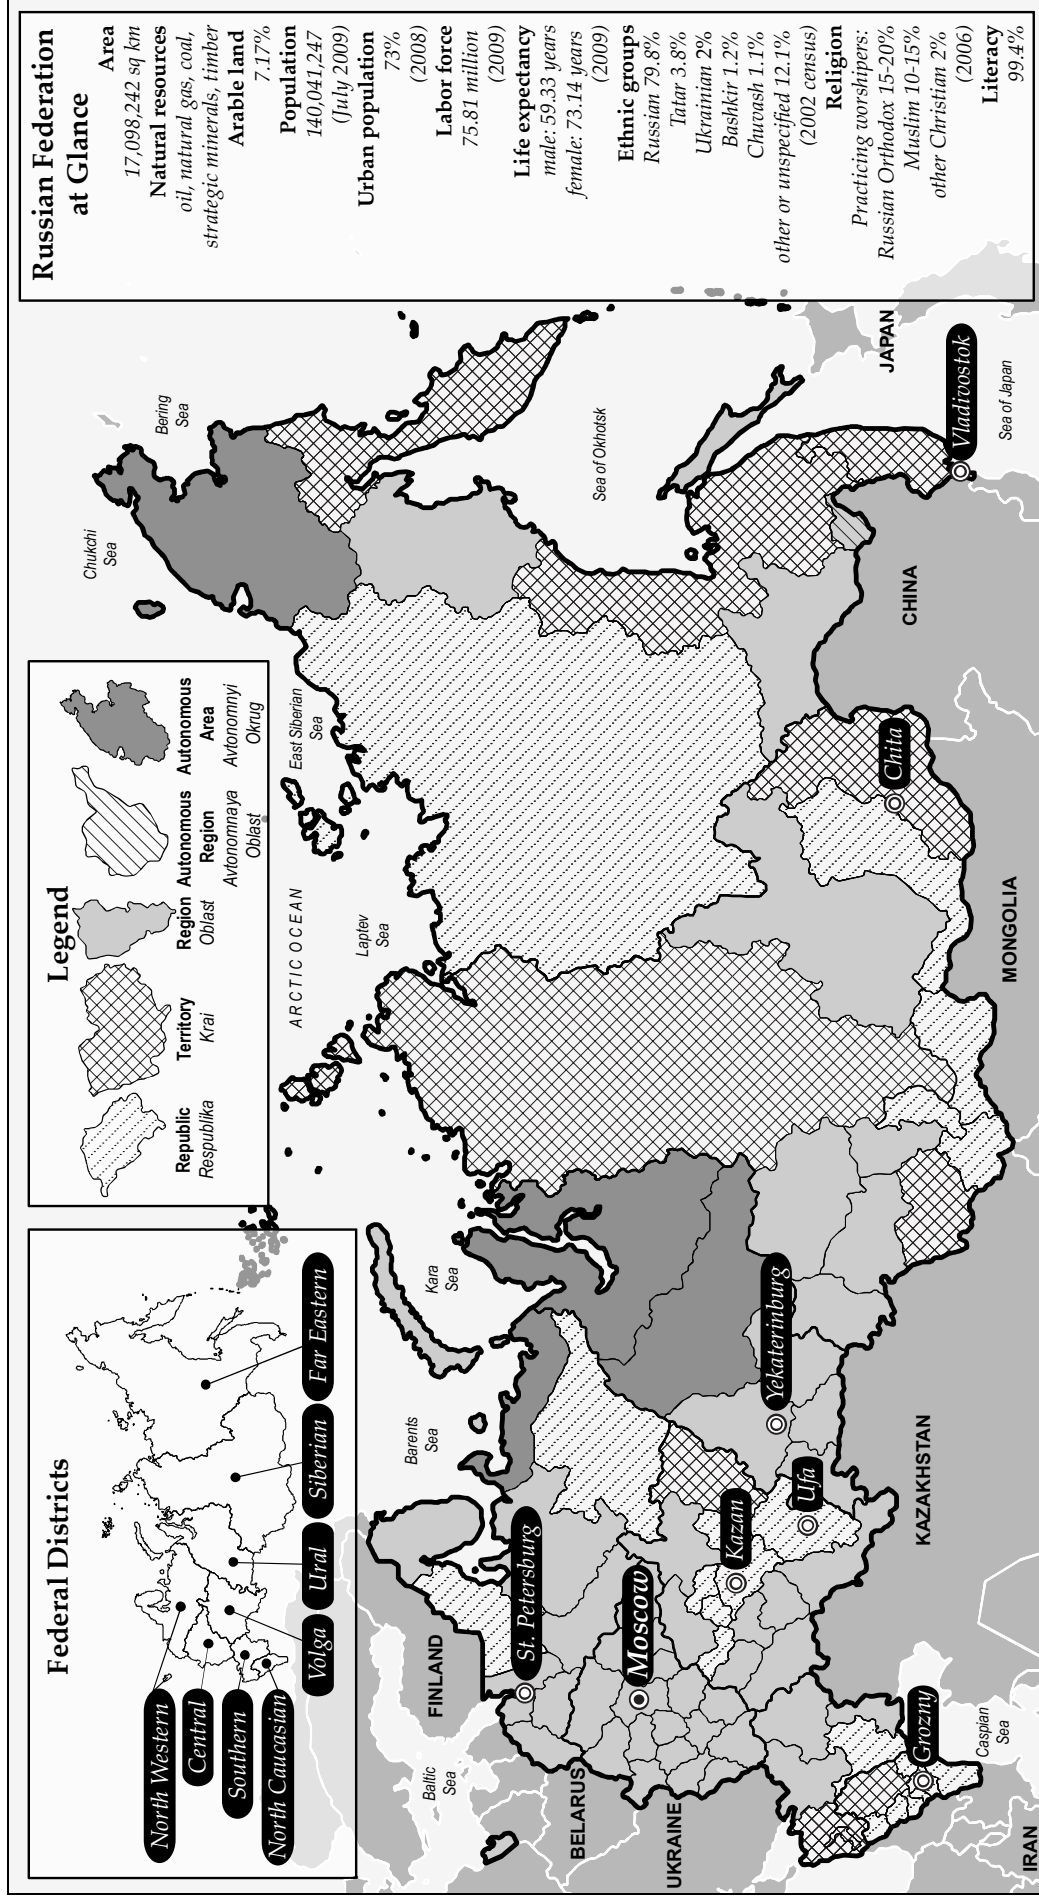 Russian Federation
at Glance
Area
17,098,242 sq km
Natural resources
oil, natural gas, coal,
strategic minerals, timber
Arable land
7.17%
Population
140,041,247
(July 2009)
Urban population
73%
(2008)
Labor force
75.81 million
(2009)
Life expectancy
male: 59.33 years
female: 73.14 years
(2009)
Ethnic groups
Russian 79.8%
Tatar 3.8%
Ukrainian 2%
Bashkir 1.2%
Chuvash 1.1%
other or unspecified 12.1%
(2002 census)
Religion
Practicing worshipers:
Russian Orthodox 15-20%
Muslim 10-15%
other Christian 2%
(2006)
Literacy
99.4%
Federal Districts
North Western
Central
Southern
North Caucasian
Volga
Ural
Siberian
Far Eastern
Legend
Republic
Respublika
Territory
Krai
Region
Oblast
Autonomous
Region
Avtonomnaya
Oblast
Autonomous
Area
Avtonomnyi
Okrug
Chukchi
Sea
Bering
Sea
East Siberian
Sea
ARCTIC OCEAN
Laptev
Sea
Kara
Sea
Barents
Sea
Baltic
Sea
Sea of Okhotsk
Sea of Japan
Caspian
Sea
FINLAND
BELARUS
UKRAINE
KAZAKHSTAN
MONGOLIA
CHINA
JAPAN
IRAN
St. Petersburg
Moscow
Kazan
Ufa
Yekaterinburg
Grozny
Chita
Vladivostok